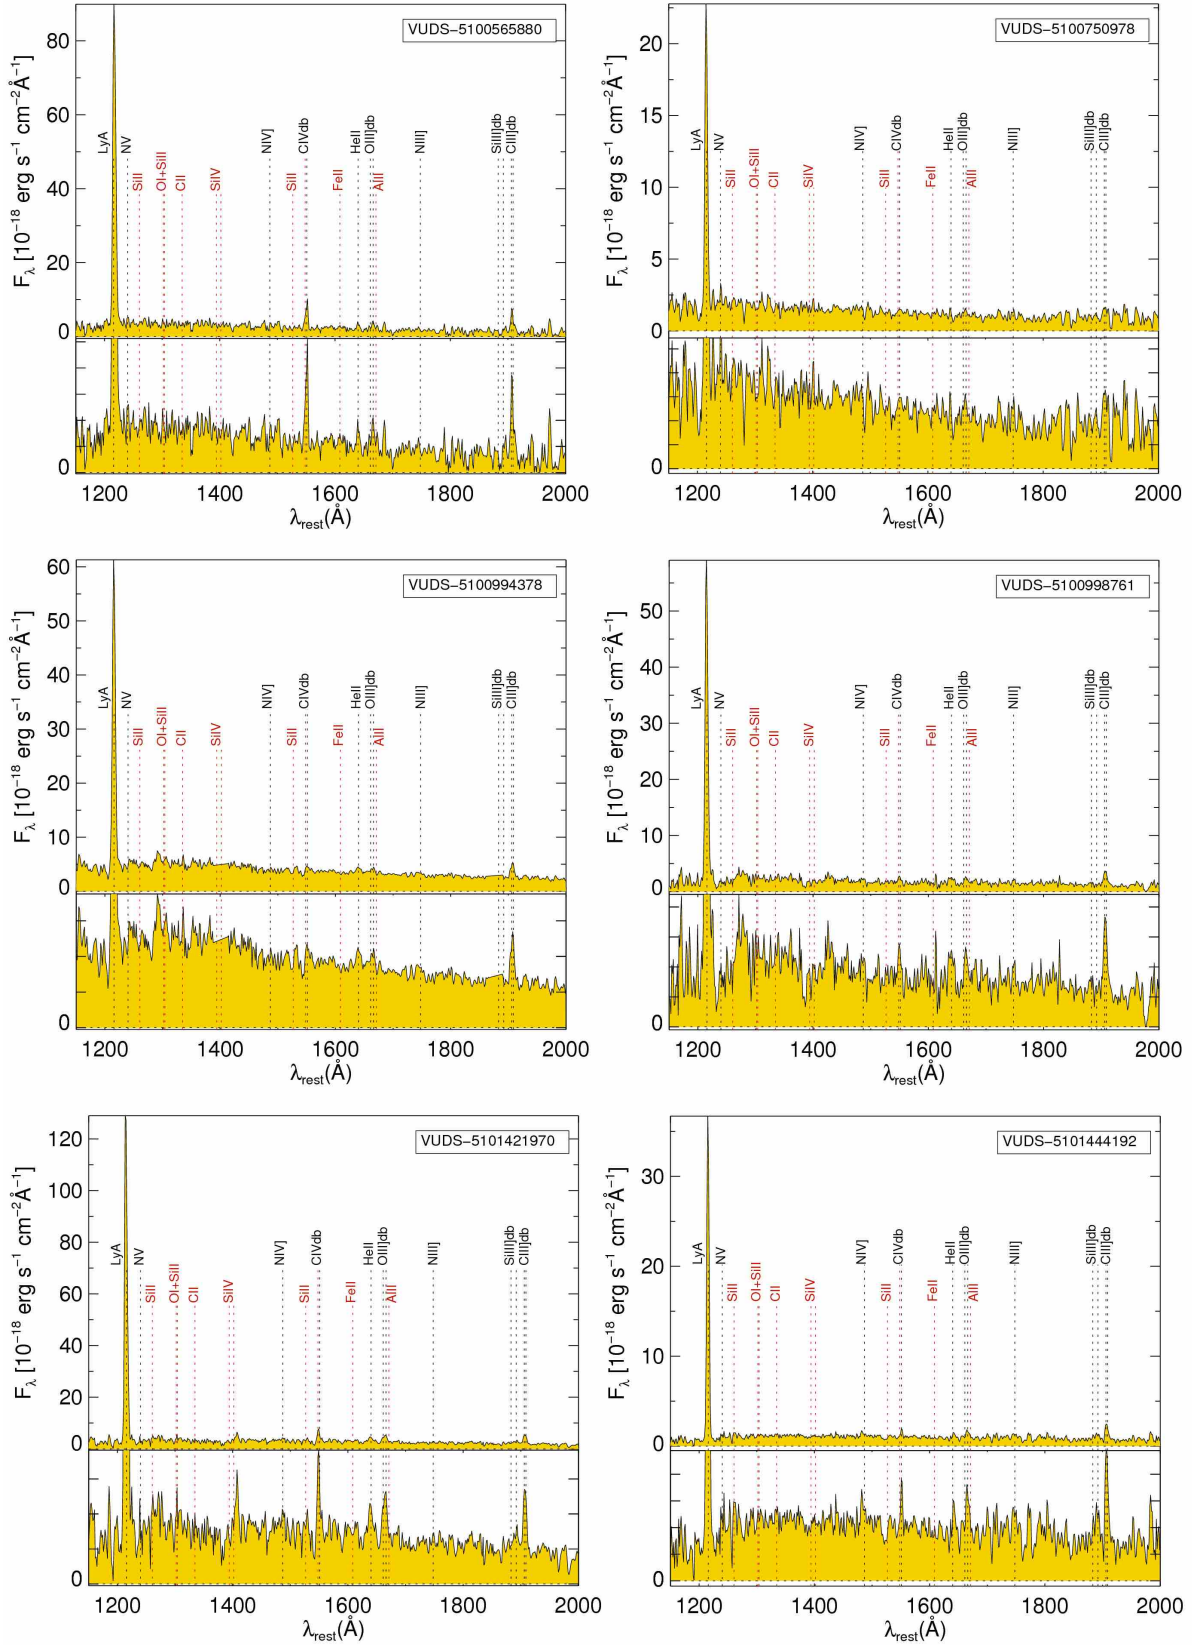 VUDS−5100565880
80
60
40
20
0
F_λ [10^−18 erg s^−1 cm^−2 Å^−1]
LyA NV SiII OI+SiII CII SiIV NIV] SiII CIVdb FeII HeII OIII]db AlII NIII] SiIII]db CIII]db
0
1200 1400 1600 1800 2000
λ_rest(Å)
VUDS−5100750978
20
15
10
5
0
F_λ [10^−18 erg s^−1 cm^−2 Å^−1]
LyA NV SiII OI+SiII CII SiIV NIV] SiII CIVdb FeII HeII OIII]db AlII NIII] SiIII]db CIII]db
0
1200 1400 1600 1800 2000
λ_rest(Å)
VUDS−5100994378
60
50
40
30
20
10
0
F_λ [10^−18 erg s^−1 cm^−2 Å^−1]
LyA NV SiII OI+SiII CII SiIV NIV] SiII CIVdb FeII HeII OIII]db AlII NIII] SiIII]db CIII]db
0
1200 1400 1600 1800 2000
λ_rest(Å)
VUDS−5100998761
50
40
30
20
10
0
F_λ [10^−18 erg s^−1 cm^−2 Å^−1]
LyA NV SiII OI+SiII CII SiIV NIV] SiII CIVdb FeII HeII OIII]db AlII NIII] SiIII]db CIII]db
0
1200 1400 1600 1800 2000
λ_rest(Å)
VUDS−5101421970
120
100
80
60
40
20
0
F_λ [10^−18 erg s^−1 cm^−2 Å^−1]
LyA NV SiII OI+SiII CII SiIV NIV] SiII CIVdb FeII HeII OIII]db AlII NIII] SiIII]db CIII]db
0
1200 1400 1600 1800 2000
λ_rest(Å)
VUDS−5101444192
30
20
10
0
F_λ [10^−18 erg s^−1 cm^−2 Å^−1]
LyA NV SiII OI+SiII CII SiIV NIV] SiII CIVdb FeII HeII OIII]db AlII NIII] SiIII]db CIII]db
0
1200 1400 1600 1800 2000
λ_rest(Å)